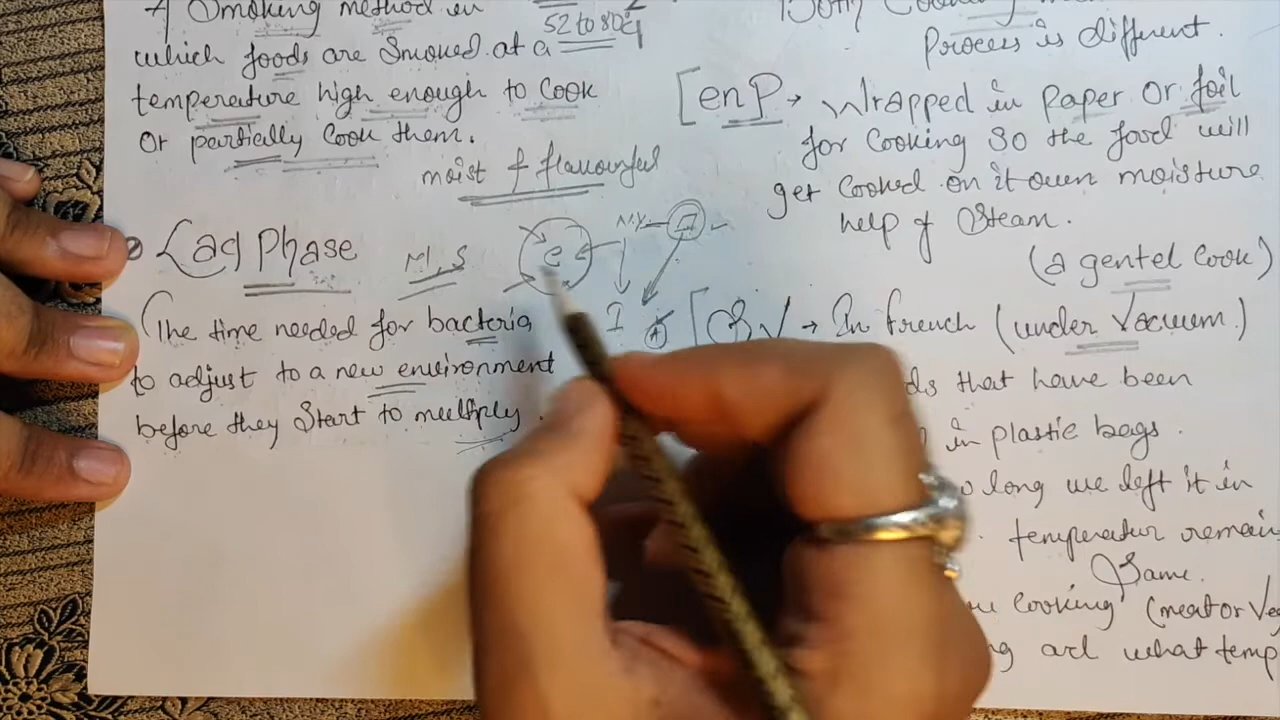 A Smoking method in
52 to 80°C
which foods are Smoked at a
temperature high enough to Cook
Or partially Cook them.
moist & flavourful
Lag Phase
M.S
e
N.Y
I
A
The time needed for bacteria
to adjust to a new environment
before they Start to multiply.
Process is different.
[enP → Wrapped in Paper Or foil
for Cooking So the food will
get Cooked on it own moisture
help of Steam.
(a gentel Cook)
[SV → In french (under Vacuum)
that have been
in plastic bags.
long we left it in
temperatur remain
Same.
Cooking (meat or Veg
what temp